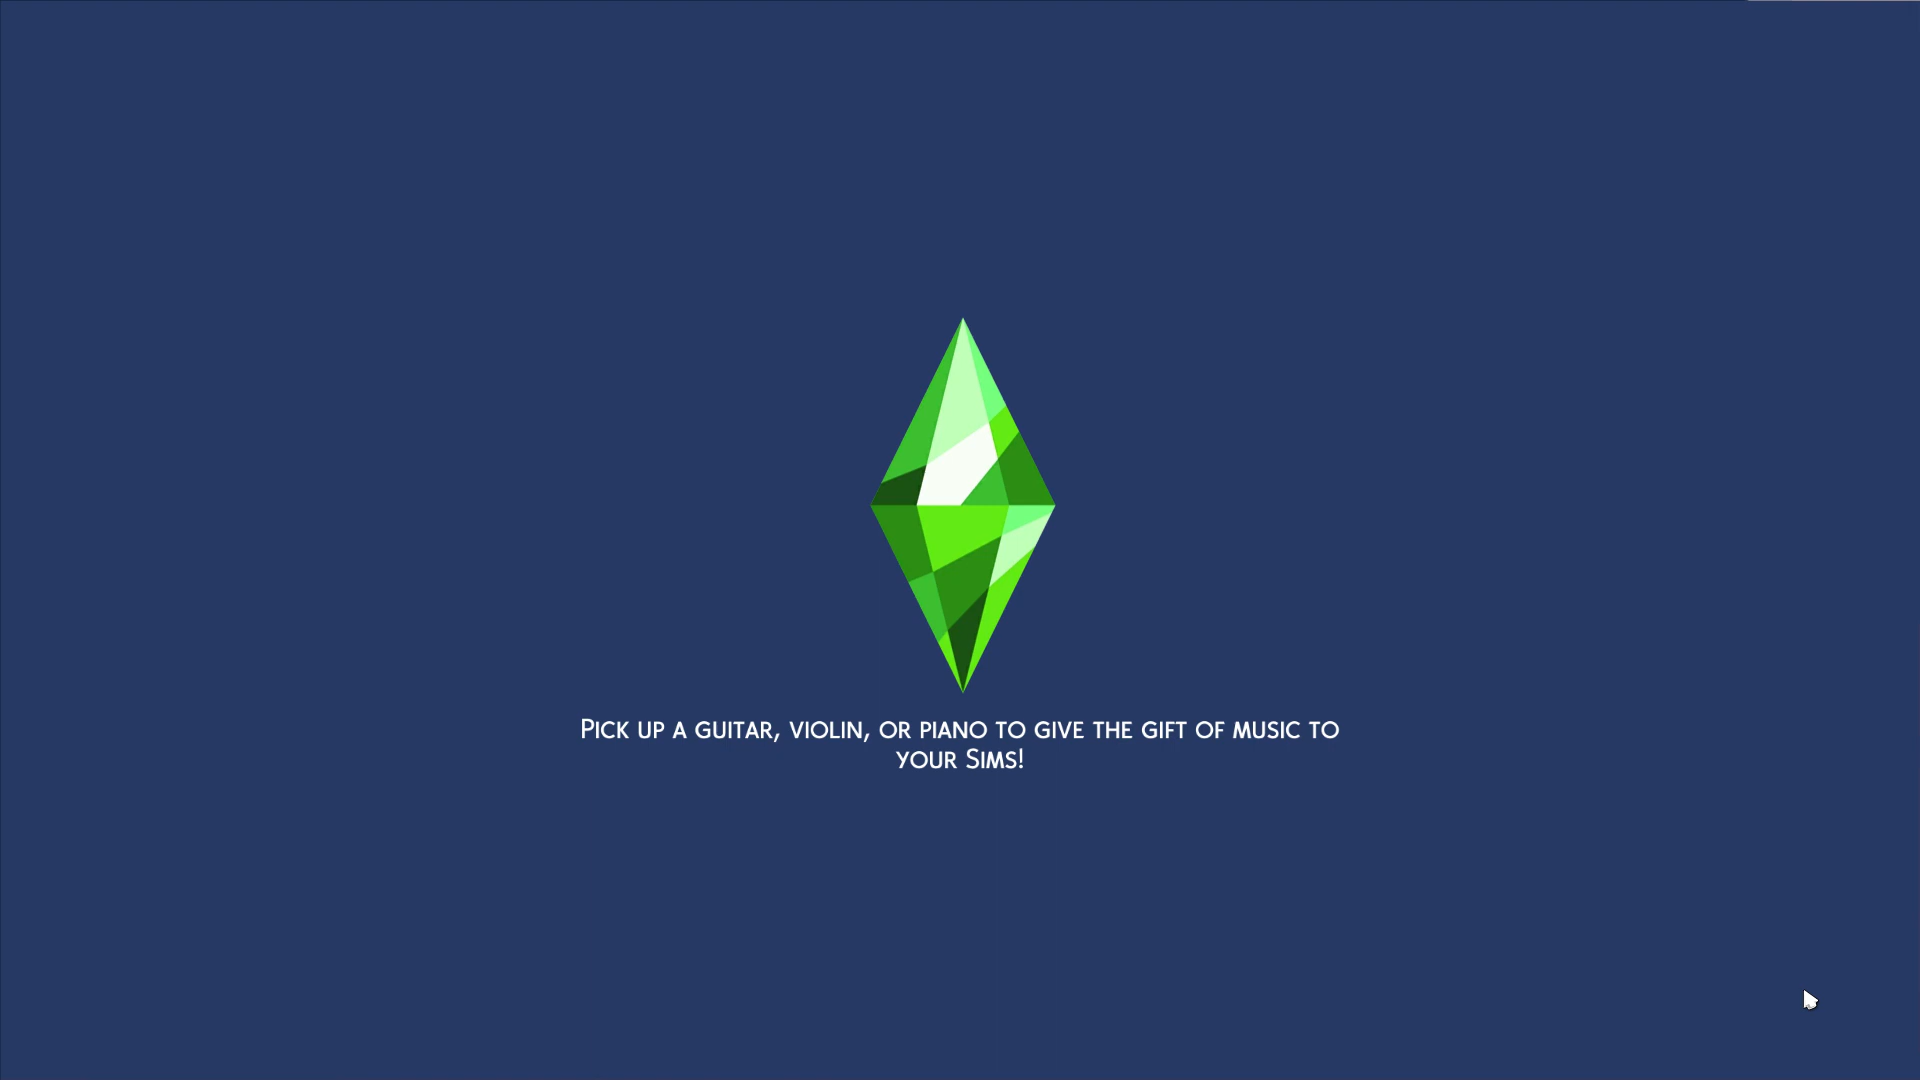 Pick up a guitar, violin, or piano to give the gift of music to
your Sims!